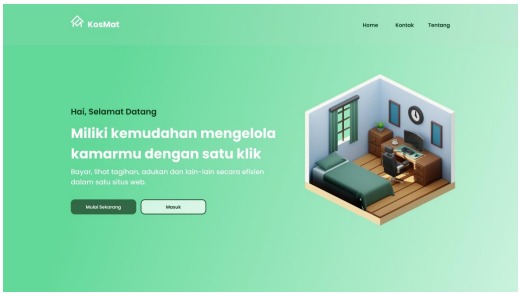 KosMat
Home Kontak Tentang
Hai, Selamat Datang
Miliki kemudahan mengelola
kamarmu dengan satu klik
Bayar, lihat tagihan, adukan dan lain-lain secara efisien
dalam satu situs web.
Mulai Sekarang Masuk